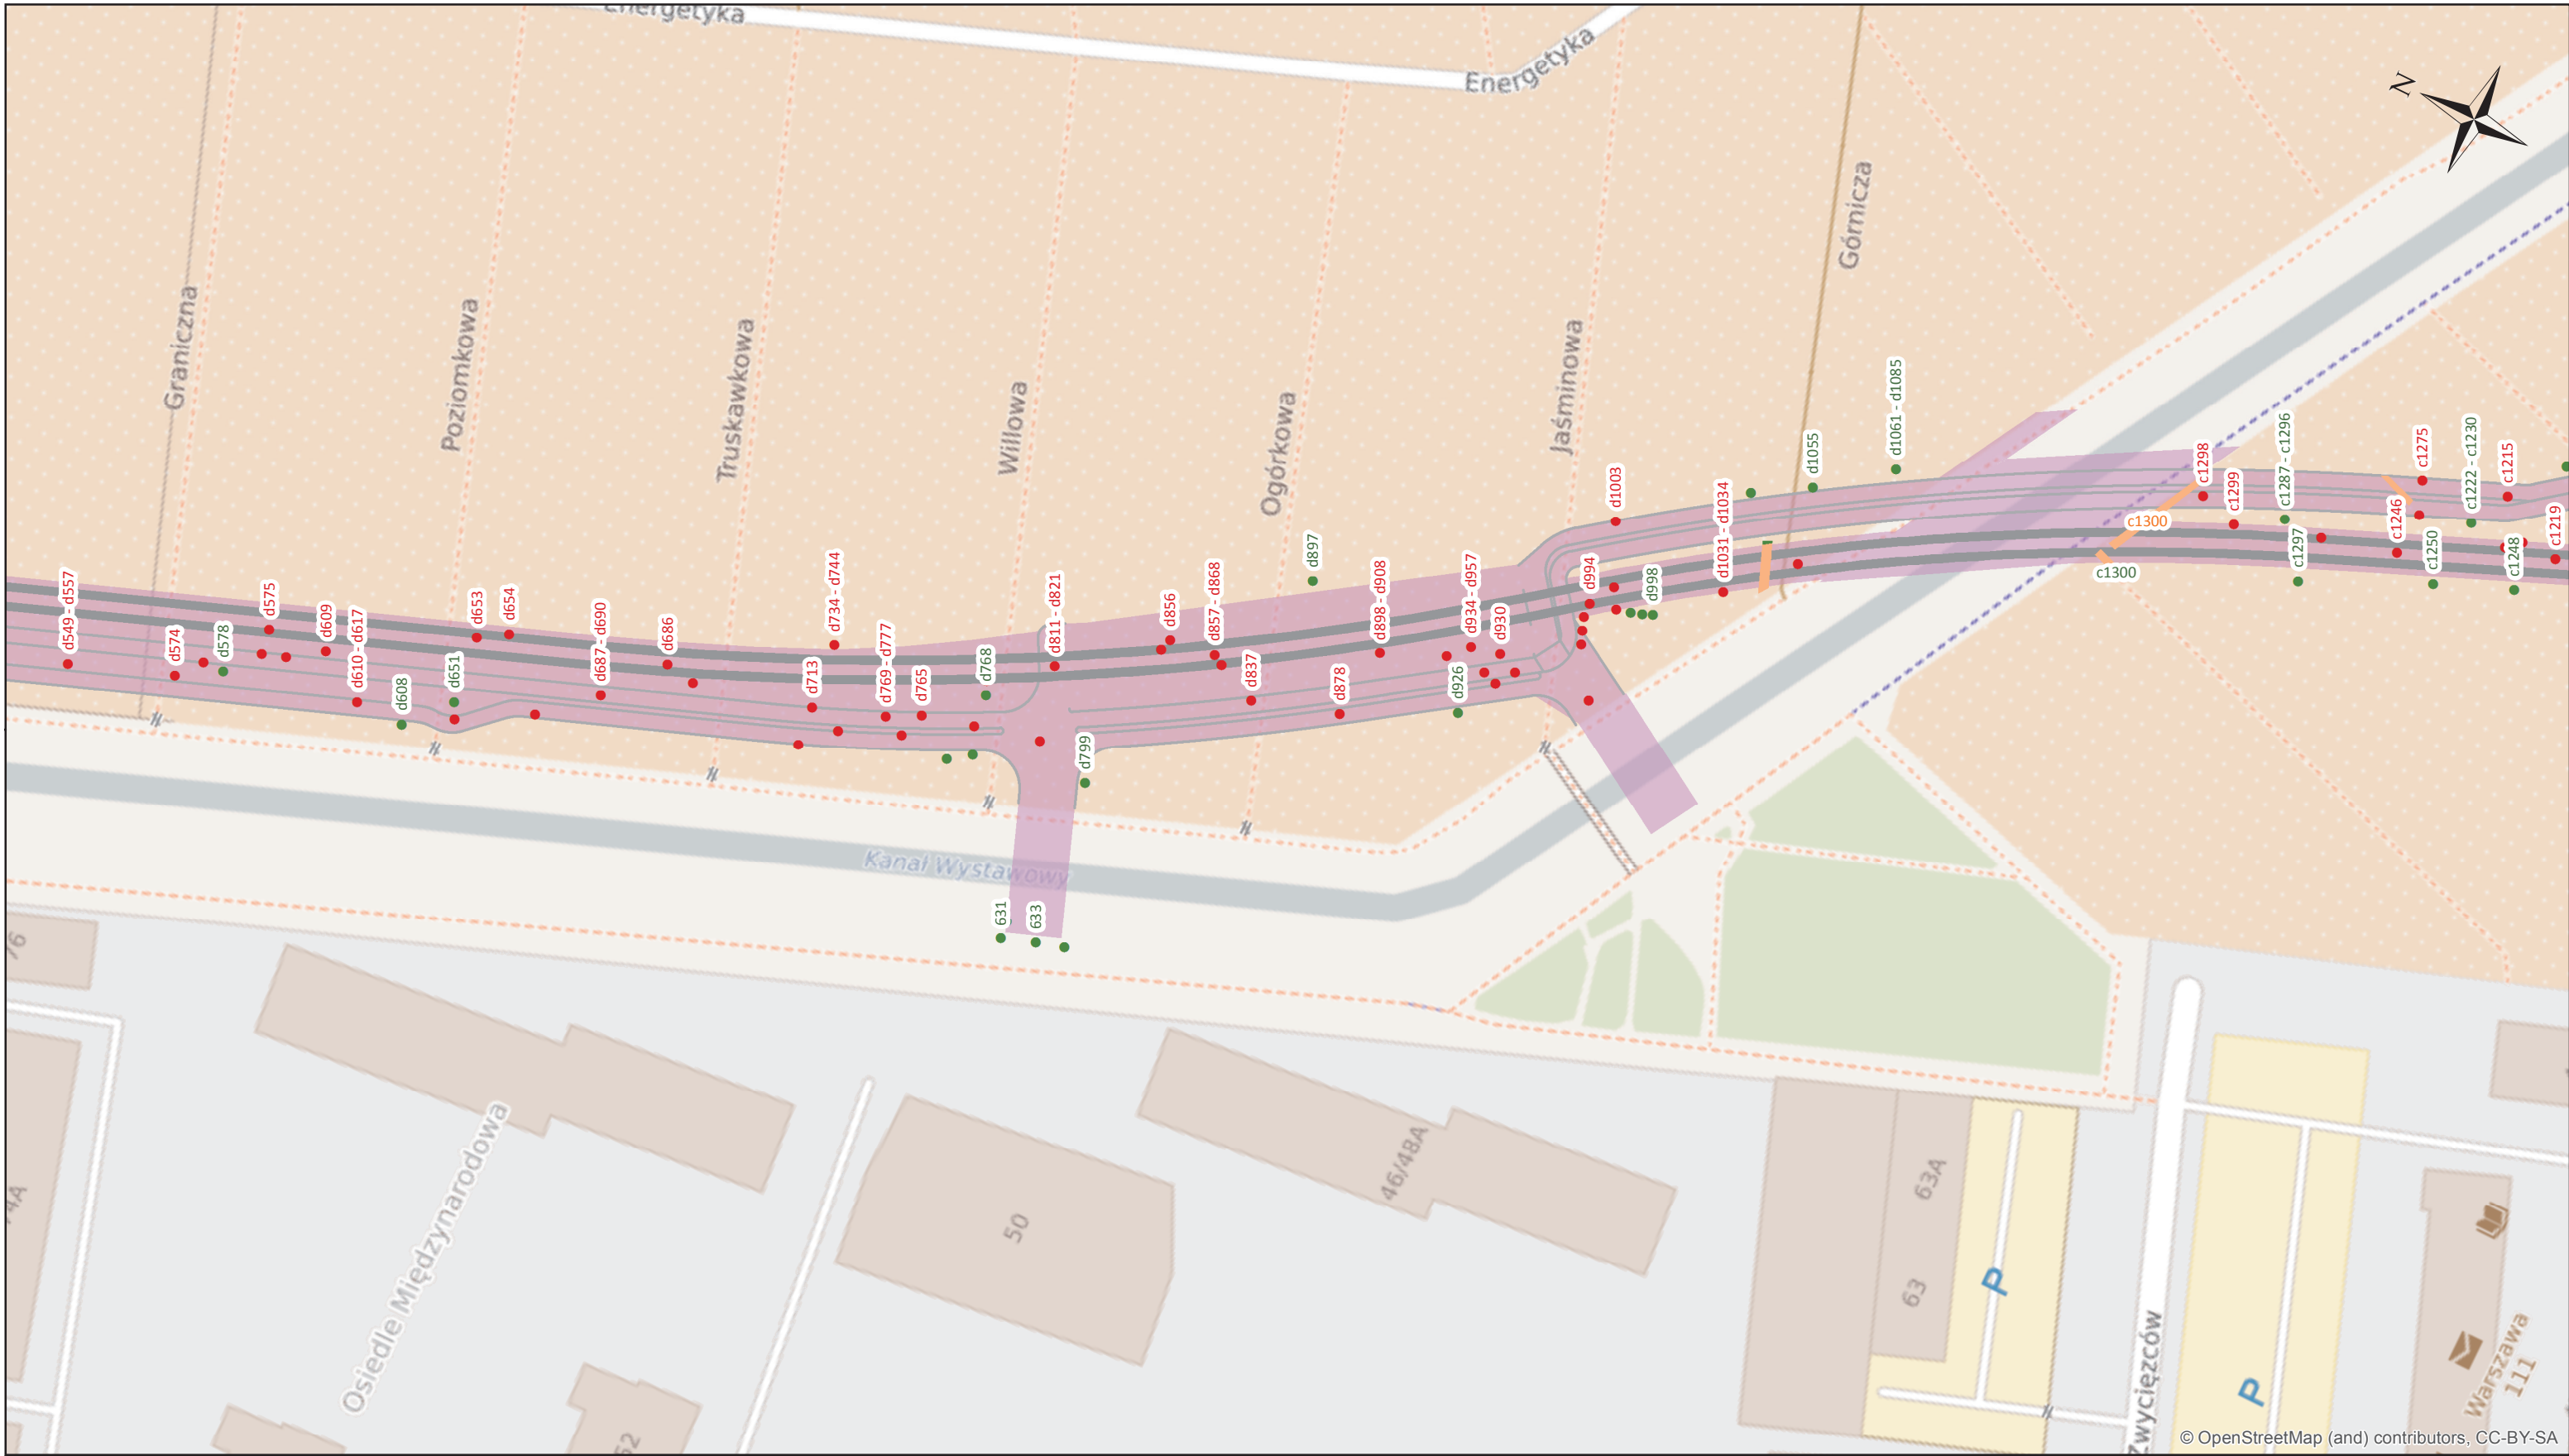 Energetyka
Energetyka
N
Graniczna
Poziomkowa
Truskawkowa
Willowa
Ogórkowa
Jaśminowa
Górnicza
d549 - d557
d574
d578
d575
d609
d610 - d617
d608
d651
d653
d654
d687 - d690
d686
d713
d734 - d744
d769 - d777
d765
d768
d811 - d821
d799
d856
d857 - d868
d837
d897
d878
d898 - d908
d926
d934 - d957
d930
d994
d1003
d998
d1031 - d1034
d1055
d1061 - d1085
c1300
c1300
c1298
c1299
c1287 - c1296
c1297
c1246
c1275
c1250
c1222 - c1230
c1215
c1248
c1219
Kanał Wystawowy
631
633
76
74A
Osiedle Międzynarodowa
52
50
46/48A
63A
63
P
P
Zwycięzców
Warszawa
111
© OpenStreetMap (and) contributors, CC-BY-SA